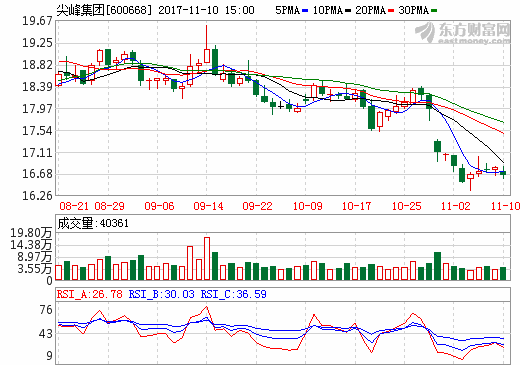 尖峰集团[600668] 2017-11-10 15:00 5PMA 10PMA 20PMA 30PMA
东方财富网
eastmoney.com
19.67
19.25
18.82
18.39
17.97
17.54
17.11
16.68
16.26
08-21 08-29 09-06 09-14 09-22 10-09 10-17 10-25 11-02 11-10
成交量:40361
19.80万
14.38万
8.97万
3.55万
0
RSI_A:26.78 RSI_B:30.03 RSI_C:36.59
76
43
9